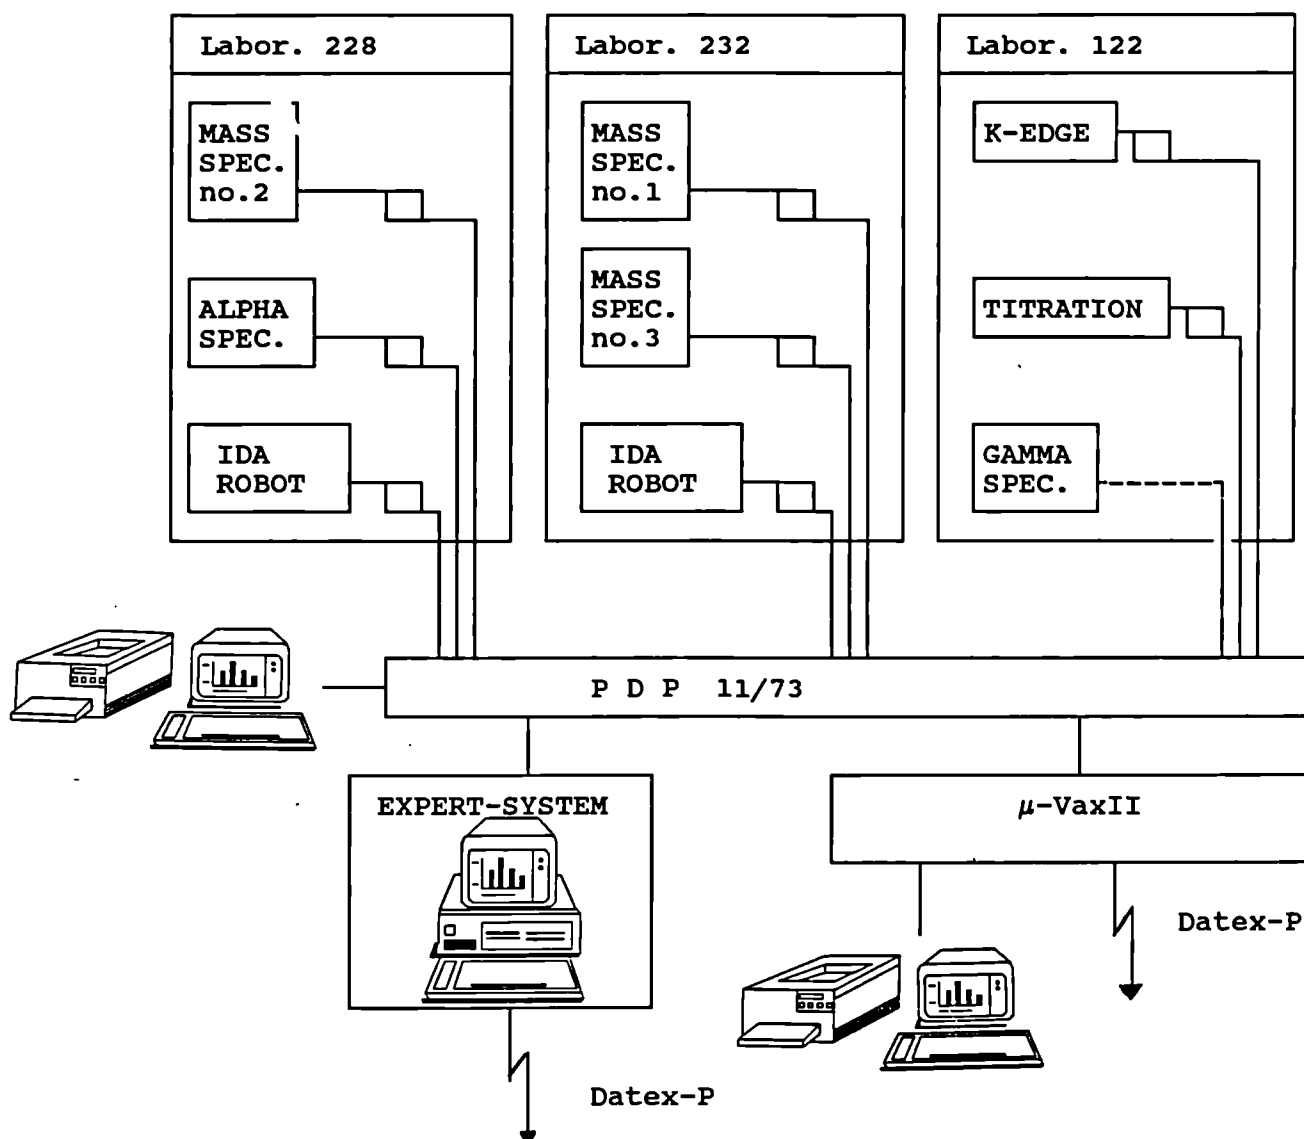 Labor. 228
MASS
SPEC.
no.2
ALPHA
SPEC.
IDA
ROBOT
Labor. 232
MASS
SPEC.
no.1
MASS
SPEC.
no.3
IDA
ROBOT
Labor. 122
K-EDGE
TITRATION
GAMMA
SPEC.
P D P 11/73
EXPERT-SYSTEM
μ-VaxII
Datex-P
Datex-P